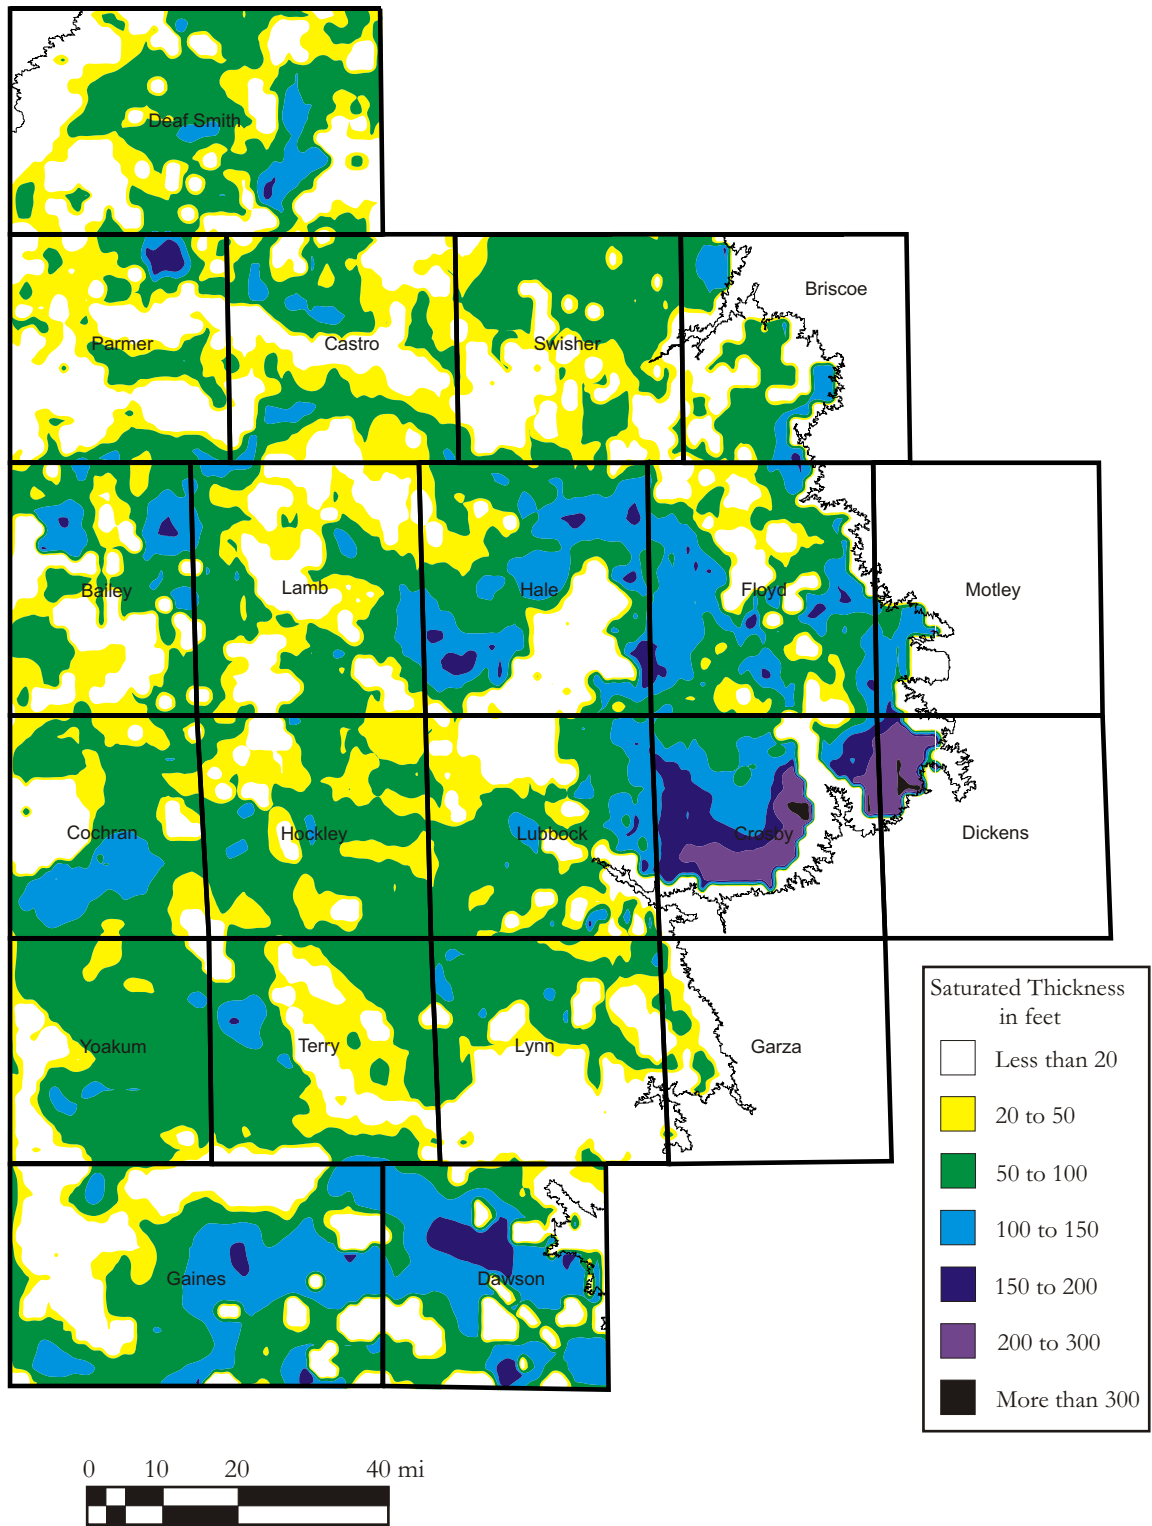 Deaf Smith
Briscoe
Parmer
Castro
Swisher
Bailey
Lamb
Hale
Floyd
Motley
Cochran
Hockley
Lubbock
Crosby
Dickens
Yoakum
Terry
Lynn
Garza
Gaines
Dawson
Saturated Thickness
in feet
Less than 20
20 to 50
50 to 100
100 to 150
150 to 200
200 to 300
More than 300
0 10 20 40 mi